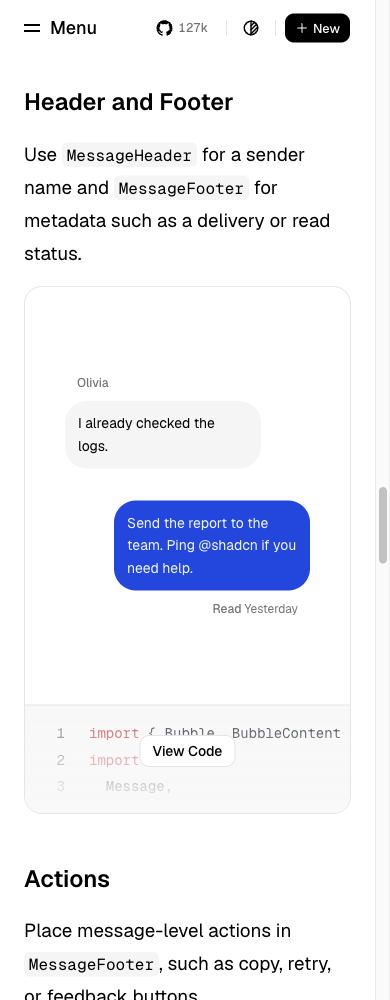 Menu
127k
New
Header and Footer
Use MessageHeader for a sender
name and MessageFooter for
metadata such as a delivery or read
status.
Olivia
I already checked the
logs.
Send the report to the
team. Ping @shadcn if you
need help.
Read Yesterday
1 import { Bubble, BubbleContent
View Code
2 import
3 Message,
Actions
Place message-level actions in
MessageFooter, such as copy, retry,
or feedback buttons